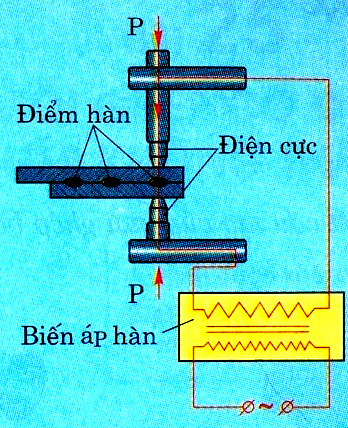 P
Điểm hàn
Điện cực
P
Biến áp hàn
~